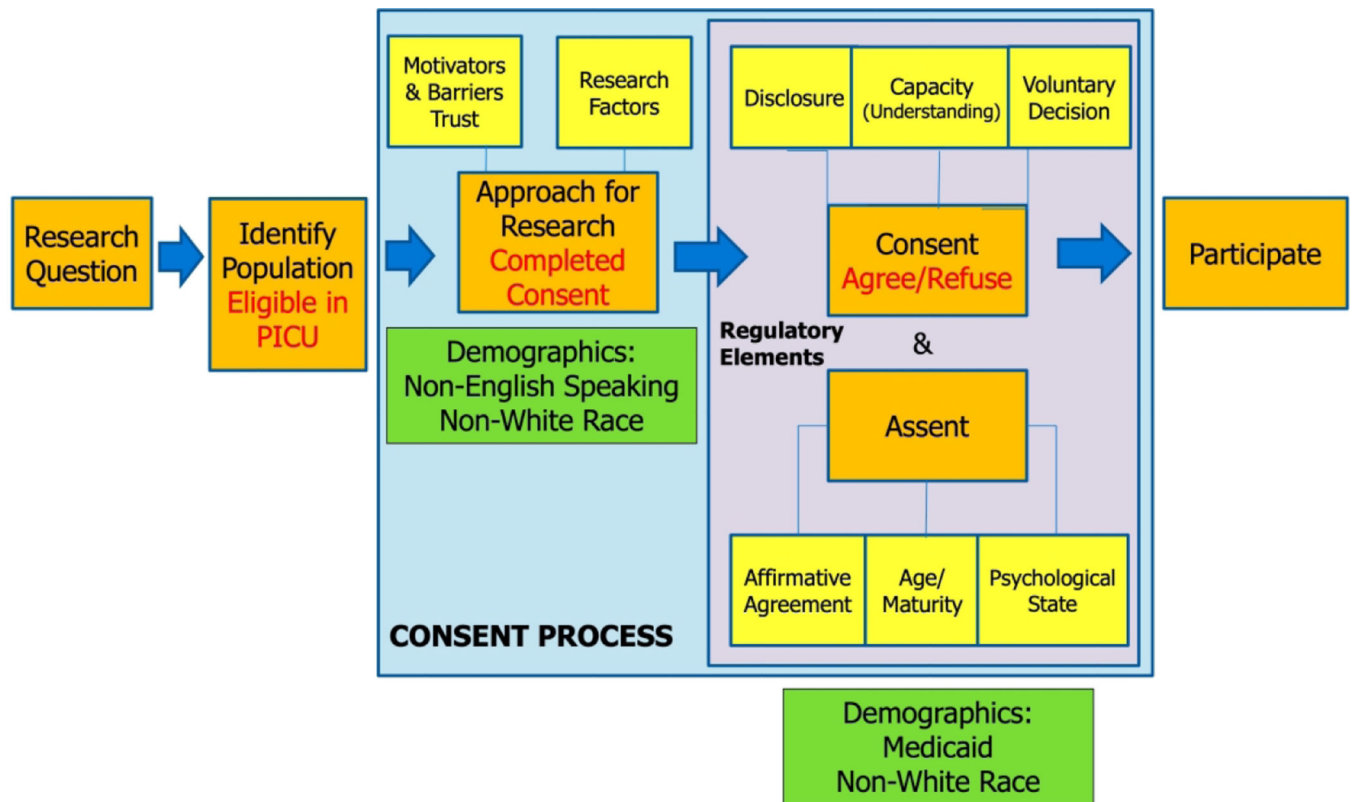 Research
Question
Identify
Population
Eligible in
PICU
Motivators
& Barriers
Trust
Research
Factors
Approach for
Research
Completed
Consent
Demographics:
Non-English Speaking
Non-White Race
CONSENT PROCESS
Disclosure
Capacity
(Understanding)
Voluntary
Decision
Consent
Agree/Refuse
Regulatory
Elements
&
Assent
Affirmative
Agreement
Age/
Maturity
Psychological
State
Participate
Demographics:
Medicaid
Non-White Race